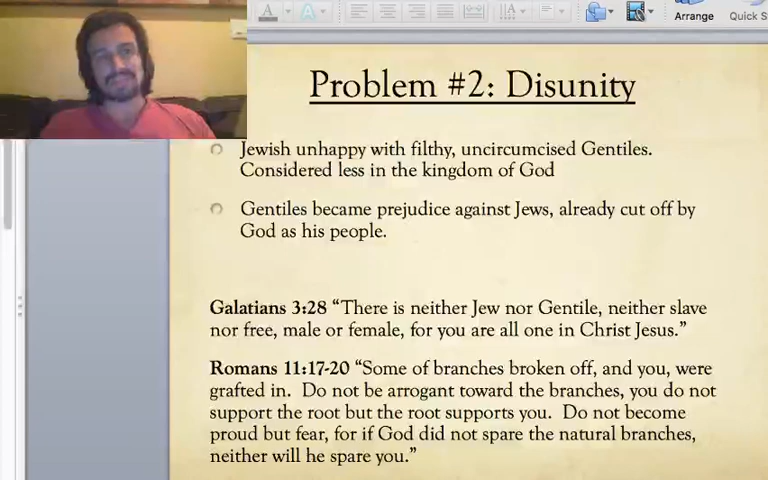 Arrange
Quick S
Problem #2: Disunity
Jewish unhappy with filthy, uncircumcised Gentiles.
Considered less in the kingdom of God
Gentiles became prejudice against Jews, already cut off by
God as his people.
Galatians 3:28 “There is neither Jew nor Gentile, neither slave
nor free, male or female, for you are all one in Christ Jesus.”
Romans 11:17-20 “Some of branches broken off, and you, were
grafted in. Do not be arrogant toward the branches, you do not
support the root but the root supports you. Do not become
proud but fear, for if God did not spare the natural branches,
neither will he spare you.”